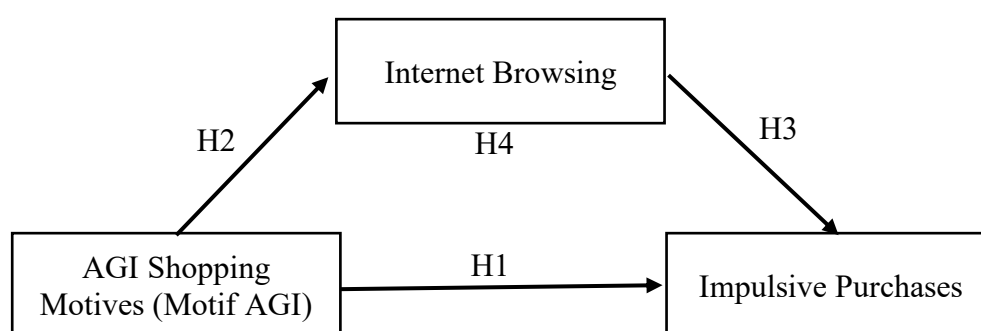 Internet Browsing
H2
H4
H3
AGI Shopping
Motives (Motif AGI)
H1
Impulsive Purchases